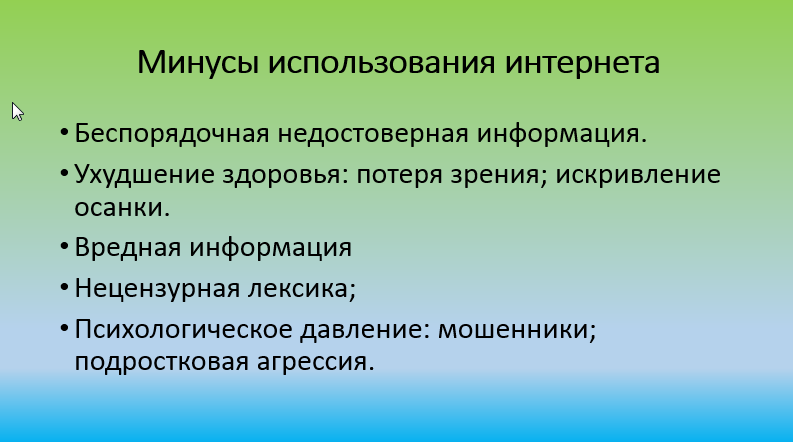 Минусы использования интернета
• Беспорядочная недостоверная информация.
• Ухудшение здоровья: потеря зрения; искривление
осанки.
• Вредная информация
• Нецензурная лексика;
• Психологическое давление: мошенники;
подростковая агрессия.